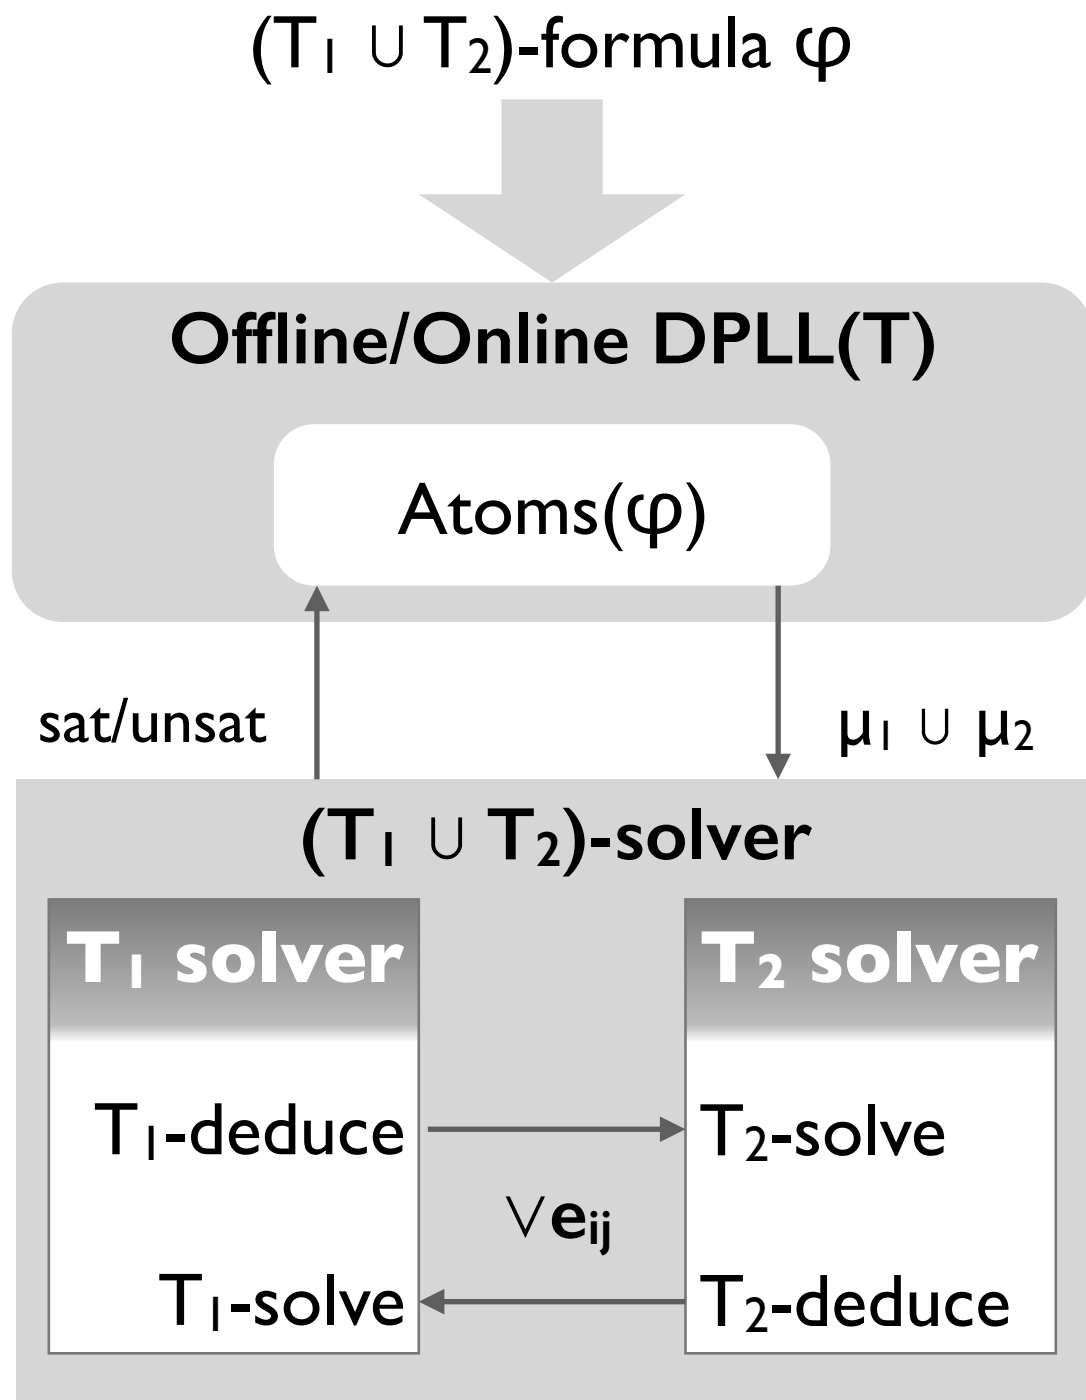 (T₁ ∪ T₂)-formula φ
Offline/Online DPLL(T)
Atoms(φ)
sat/unsat
μ₁ ∪ μ₂
(T₁ ∪ T₂)-solver
T₁ solver
T₂ solver
T₁-deduce
T₂-solve
∨eᵢⱼ
T₁-solve
T₂-deduce